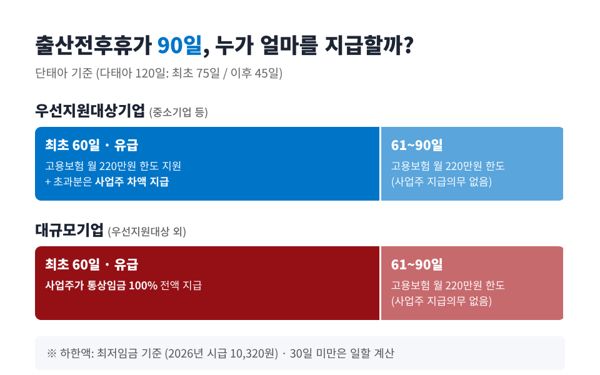 출산전후휴가 90일, 누가 얼마를 지급할까?
단태아 기준 (다태아 120일: 최초 75일 / 이후 45일)
우선지원대상기업 (중소기업 등)
최초 60일 · 유급
고용보험 월 220만원 한도 지원
+ 초과분은 사업주 차액 지급
61~90일
고용보험 월 220만원 한도
(사업주 지급의무 없음)
대규모기업 (우선지원대상 외)
최초 60일 · 유급
사업주가 통상임금 100% 전액 지급
61~90일
고용보험 월 220만원 한도
(사업주 지급의무 없음)
※ 하한액: 최저임금 기준 (2026년 시급 10,320원) · 30일 미만은 일할 계산